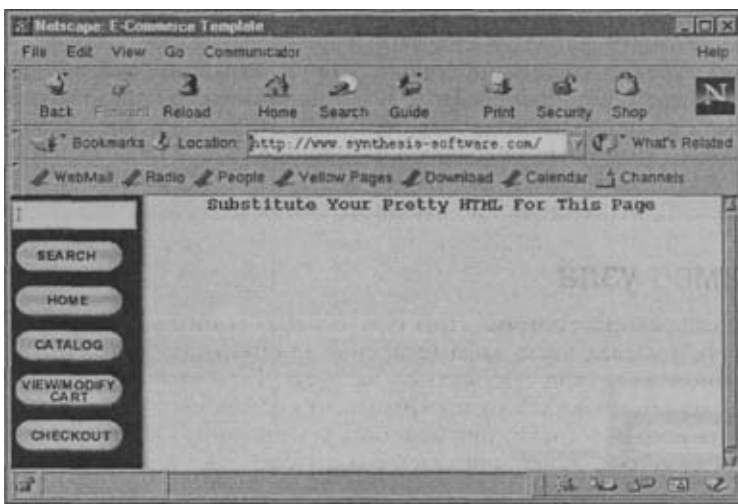 Netscape: E-Commerce Template
File Edit View Go Communicator Help
Back Forward Reload Home Search Guide Print Security Shop N
Bookmarks Location: http://www.synthesis-software.com/ What's Related
WebMail Radio People Yellow Pages Download Calendar Channels
Substitute Your Pretty HTML For This Page
SEARCH
HOME
CATALOG
VIEW/MODIFY
CART
CHECKOUT